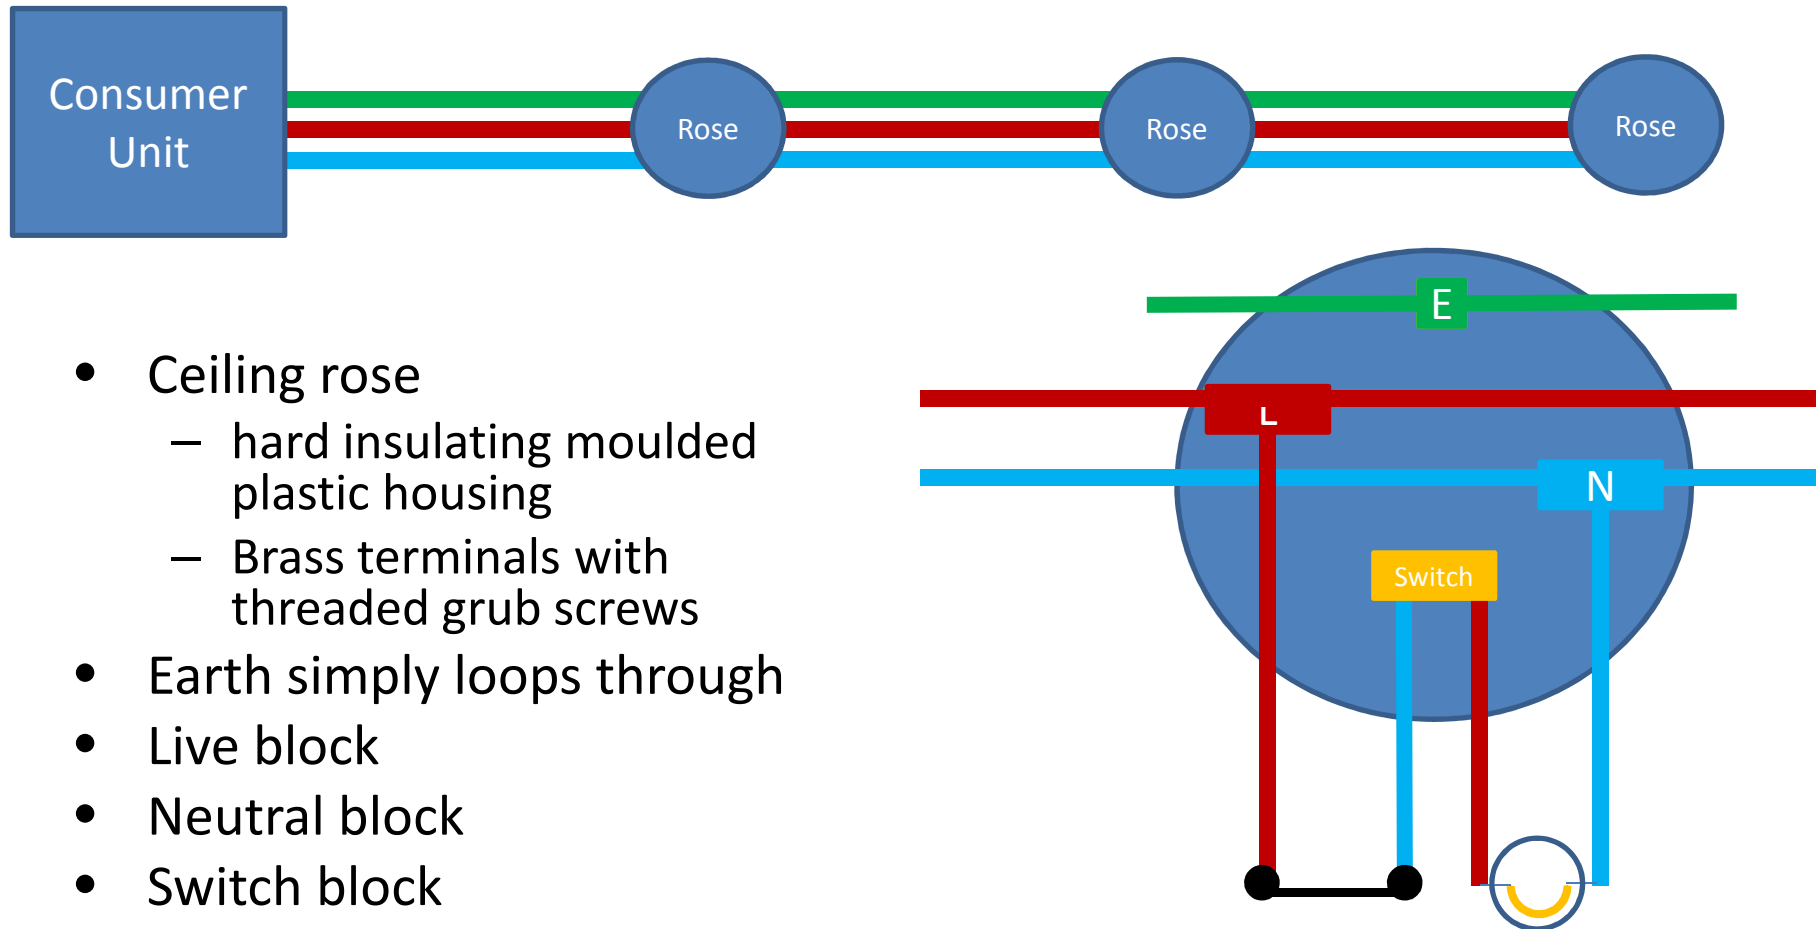 Consumer
Unit
Rose
Rose
Rose
E
L
N
Switch
• Ceiling rose
– hard insulating moulded
plastic housing
– Brass terminals with
threaded grub screws
• Earth simply loops through
• Live block
• Neutral block
• Switch block